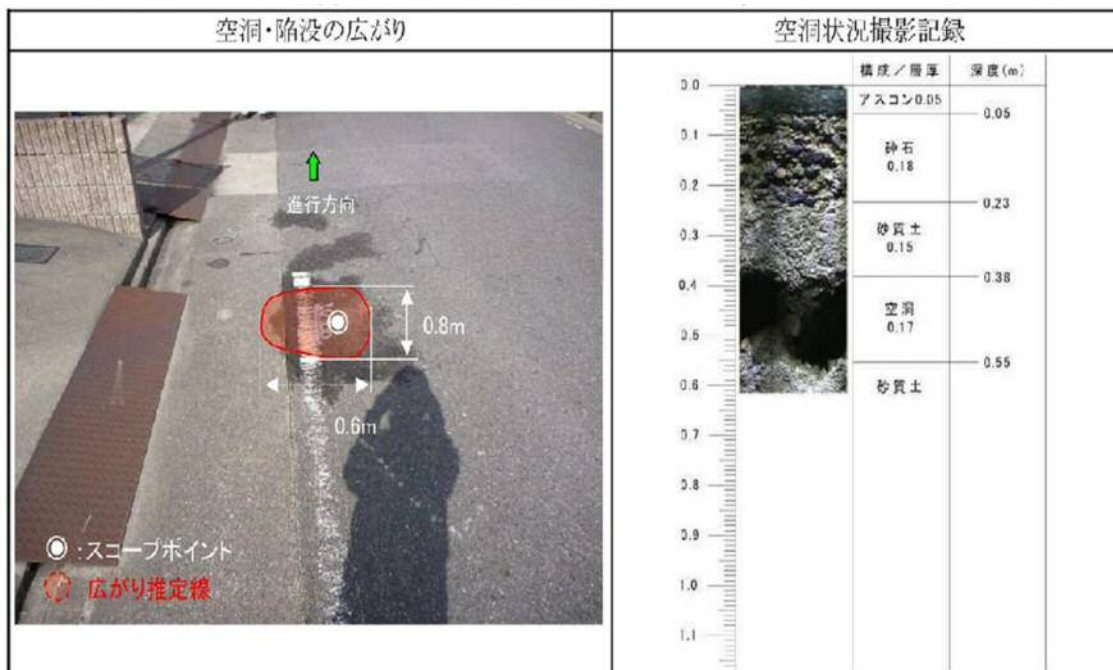 空洞・陥没の広がり
進行方向
0.8m
0.6m
◎:スコープポイント
広がり推定線
空洞状況撮影記録
構成/層厚 深度(m)
0.0
0.1
0.2
0.3
0.4
0.5
0.6
0.7
0.8
0.9
1.0
1.1
アスコン0.05
0.05
砕石
0.18
0.23
砂質土
0.15
0.38
空洞
0.17
0.55
砂質土